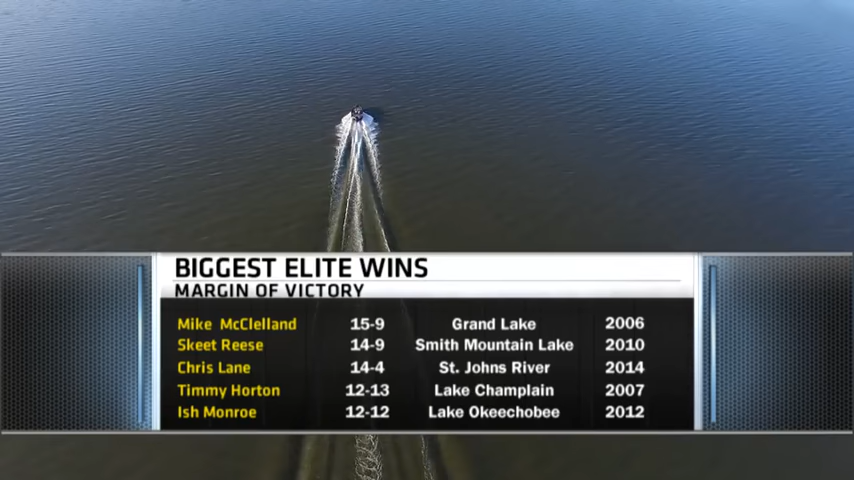 BIGGEST ELITE WINS
MARGIN OF VICTORY
Mike McClelland 15-9 Grand Lake 2006
Skeet Reese 14-9 Smith Mountain Lake 2010
Chris Lane 14-4 St. Johns River 2014
Timmy Horton 12-13 Lake Champlain 2007
Ish Monroe 12-12 Lake Okeechobee 2012